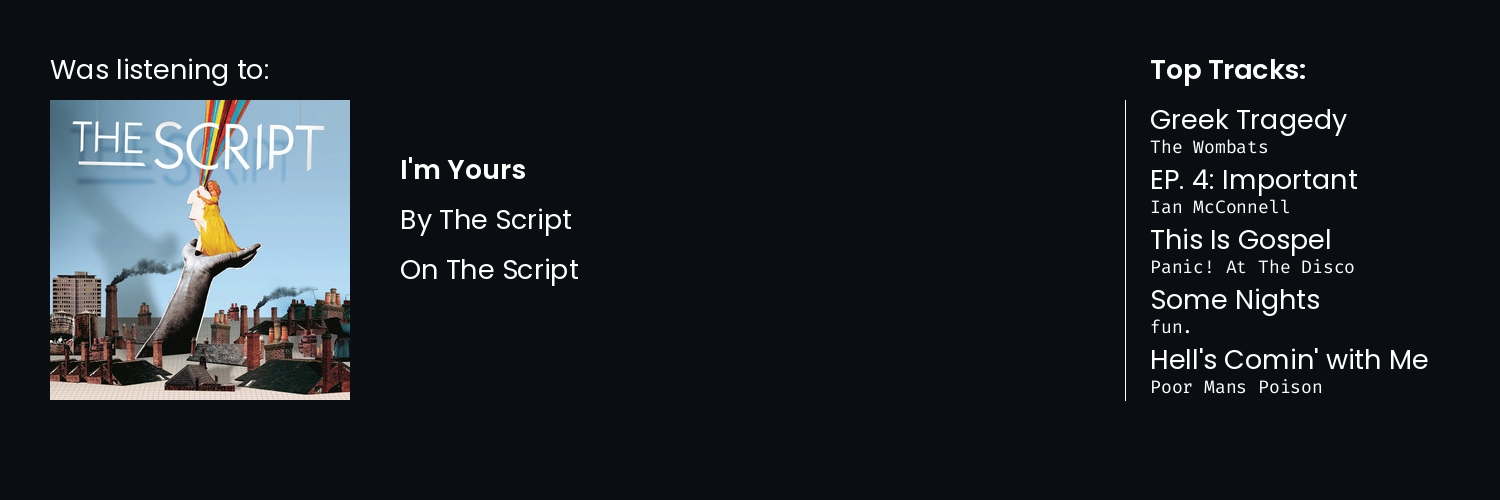 Was listening to:
THE SCRIPT
I'm Yours
By The Script
On The Script
Top Tracks:
Greek Tragedy
The Wombats
EP. 4: Important
Ian McConnell
This Is Gospel
Panic! At The Disco
Some Nights
fun.
Hell's Comin' with Me
Poor Mans Poison